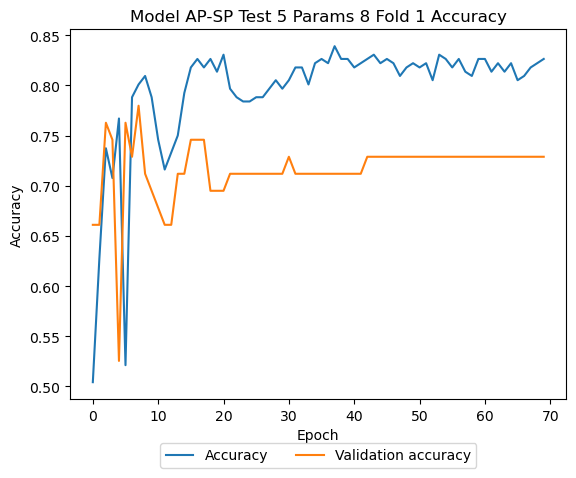 Model AP-SP Test 5 Params 8 Fold 1 Accuracy
0.85
0.80
0.75
0.70
0.65
0.60
0.55
0.50
Accuracy
0 10 20 30 40 50 60 70
Epoch
Accuracy Validation accuracy